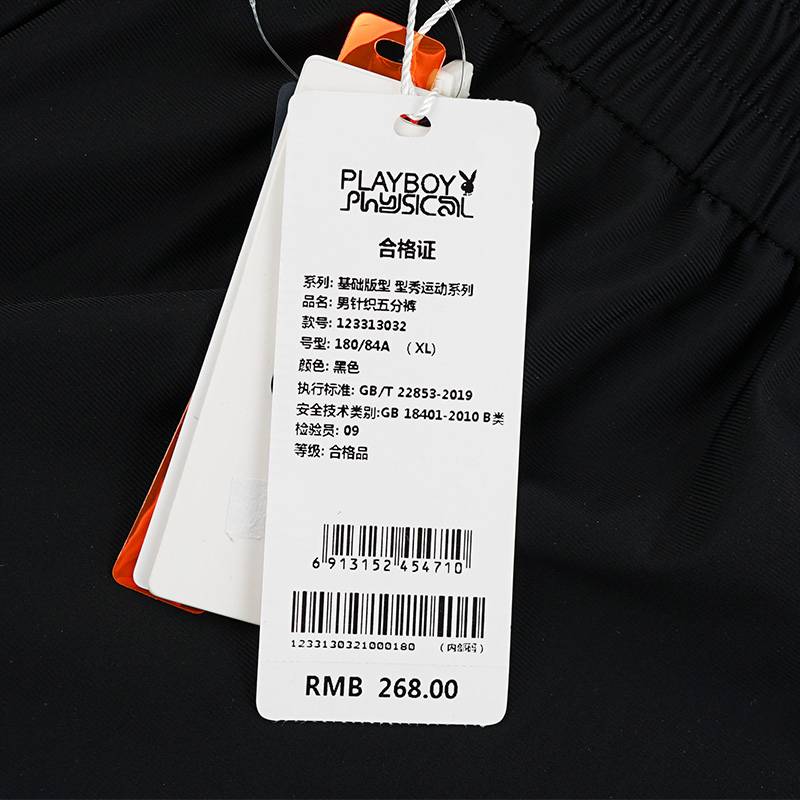 PLAYBOY
PhySICAL
合格证
系列: 基础版型 型秀运动系列
品名: 男针织五分裤
款号: 123313032
号型: 180/84A （XL）
颜色: 黑色
执行标准: GB/T 22853-2019
安全技术类别:GB 18401-2010 B类
检验员: 09
等级: 合格品
6 913152 454710
1233130321000180 （内部码）
RMB 268.00